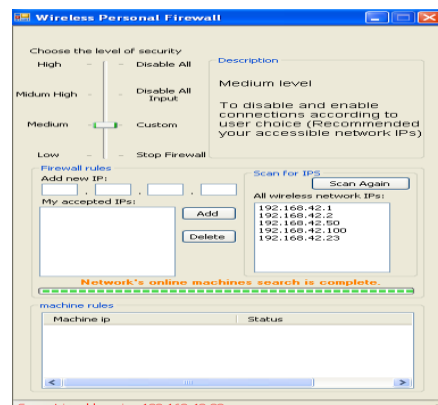 Wireless Personal Firewall
Choose the level of security
High - - Disable All
Midum High - - Disable All Input
Medium - - Custom
Low - - Stop Firewall
Description
Medium level
To disable and enable
connections according to
user choice (Recommended
your accessible network IPs)
Firewall rules
Add new IP:
. . .
My accepted IPs:
Add
Delete
Scan for IPS
Scan Again
All wireless network IPs:
192.168.42.1
192.168.42.2
192.168.42.50
192.168.42.100
192.168.42.23
Network's online machines search is complete.
machine rules
Machine ip Status